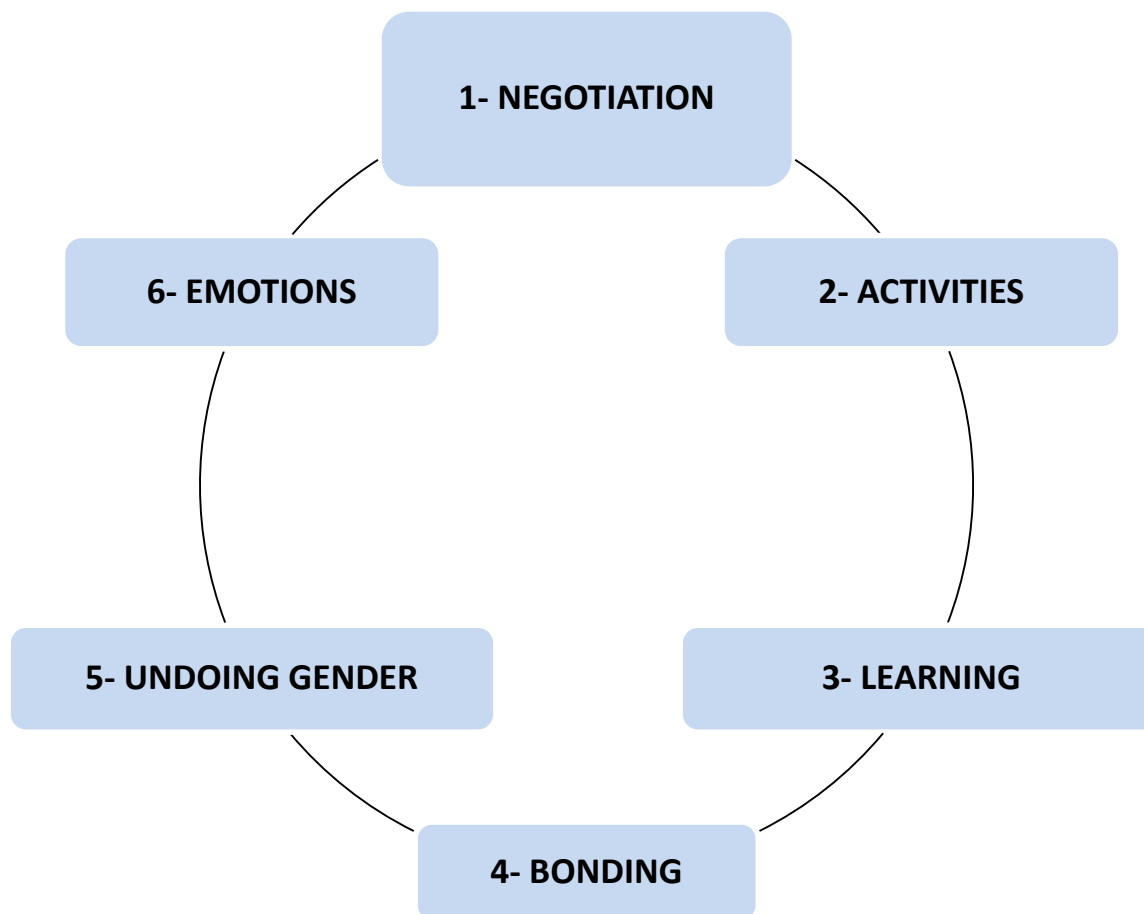 1- NEGOTIATION
2- ACTIVITIES
3- LEARNING
4- BONDING
5- UNDOING GENDER
6- EMOTIONS